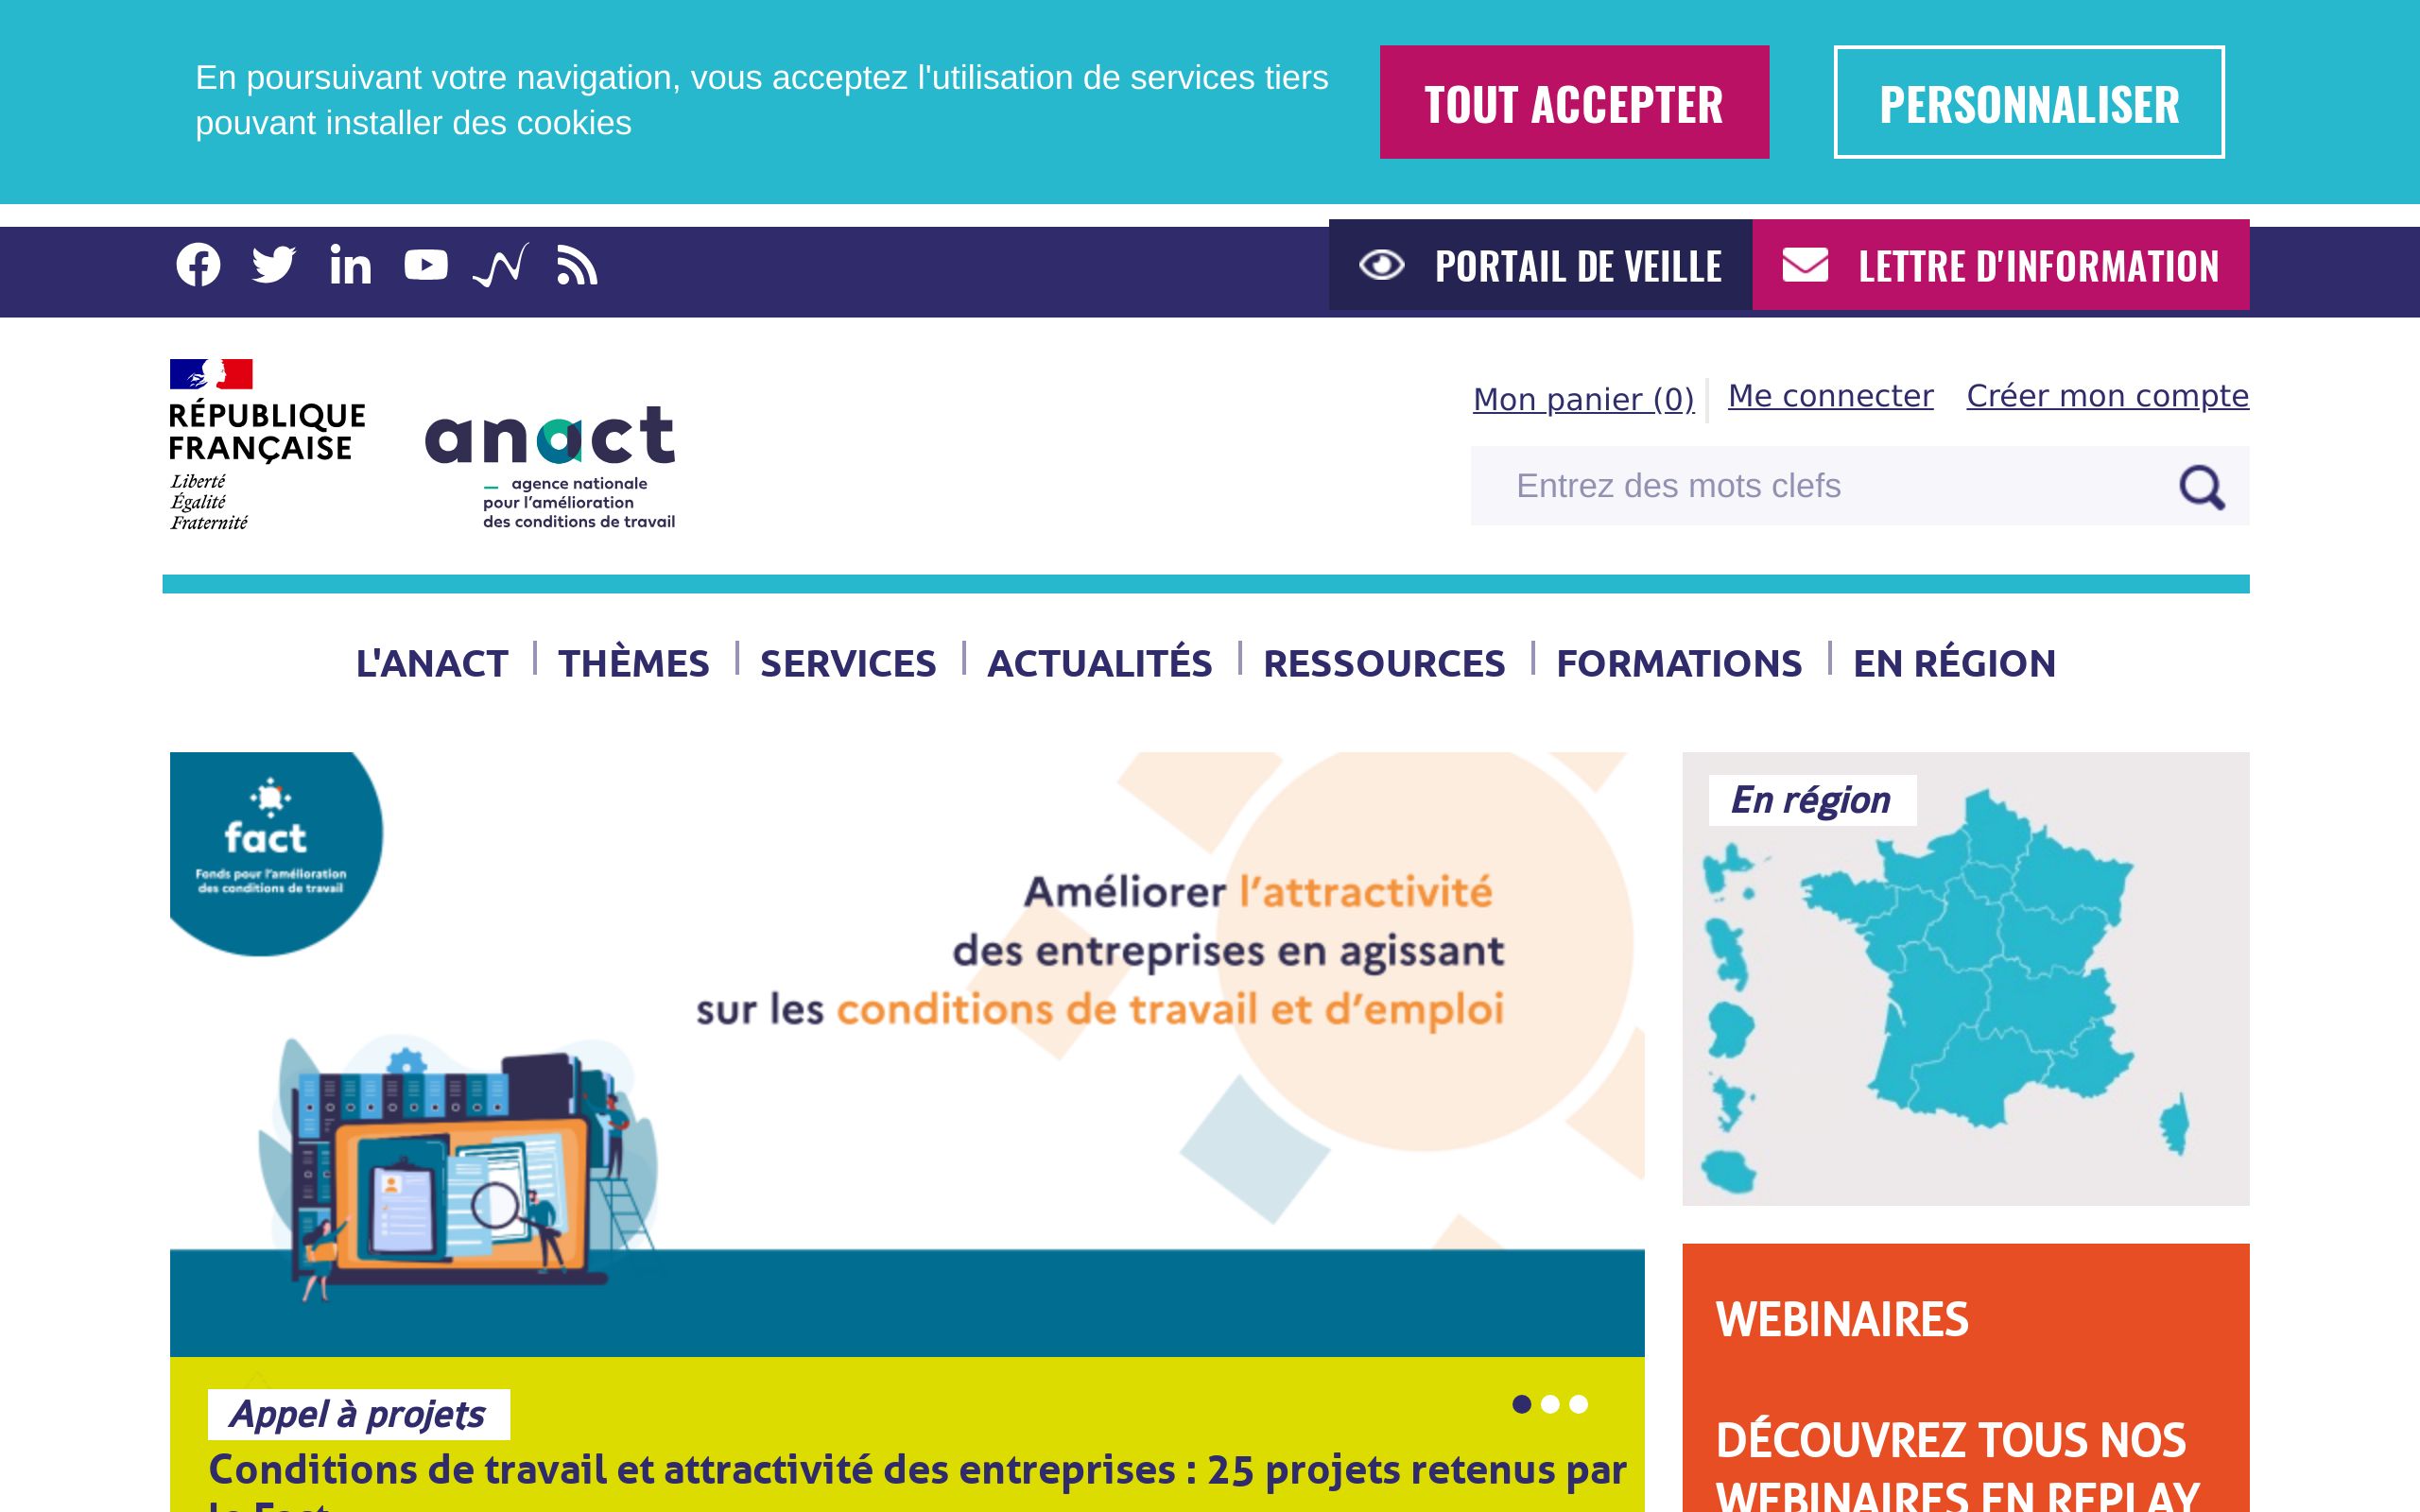 En poursuivant votre navigation, vous acceptez l'utilisation de services tiers
pouvant installer des cookies
TOUT ACCEPTER
PERSONNALISER
PORTAIL DE VEILLE
LETTRE D'INFORMATION
RÉPUBLIQUE
FRANÇAISE
Liberté
Égalité
Fraternité
anact
agence nationale
pour l'amélioration
des conditions de travail
Mon panier (0)
Me connecter
Créer mon compte
Entrez des mots clefs
L'ANACT
THÈMES
SERVICES
ACTUALITÉS
RESSOURCES
FORMATIONS
EN RÉGION
fact
Fonds pour l'amélioration
des conditions de travail
Améliorer l'attractivité
des entreprises en agissant
sur les conditions de travail et d'emploi
Appel à projets
Conditions de travail et attractivité des entreprises : 25 projets retenus par
le Fact
En région
WEBINAIRES
DÉCOUVREZ TOUS NOS
WEBINAIRES EN REPLAY